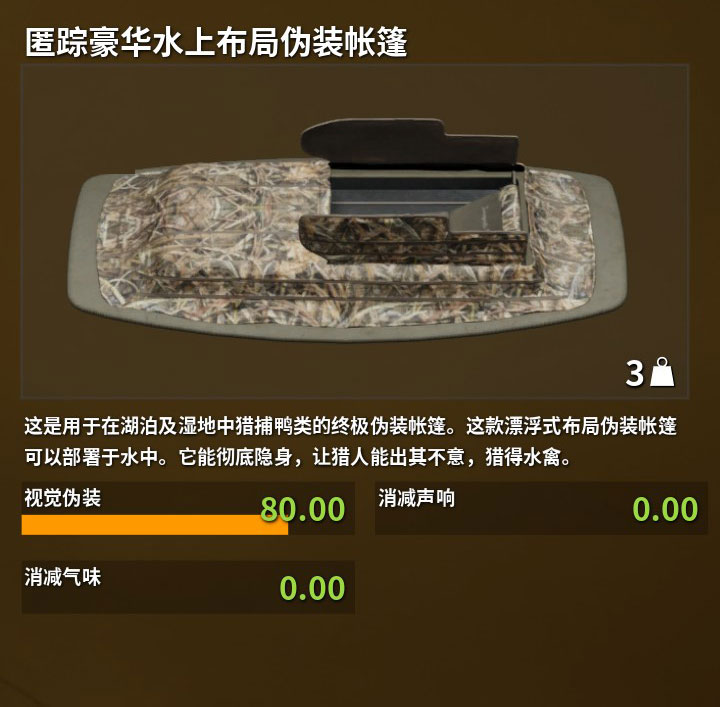 匿踪豪华水上布局伪装帐篷
3
这是用于在湖泊及湿地中猎捕鸭类的终极伪装帐篷。这款漂浮式布局伪装帐篷
可以部署于水中。它能彻底隐身，让猎人能出其不意，猎得水禽。
视觉伪装 80.00
消减声响 0.00
消减气味 0.00